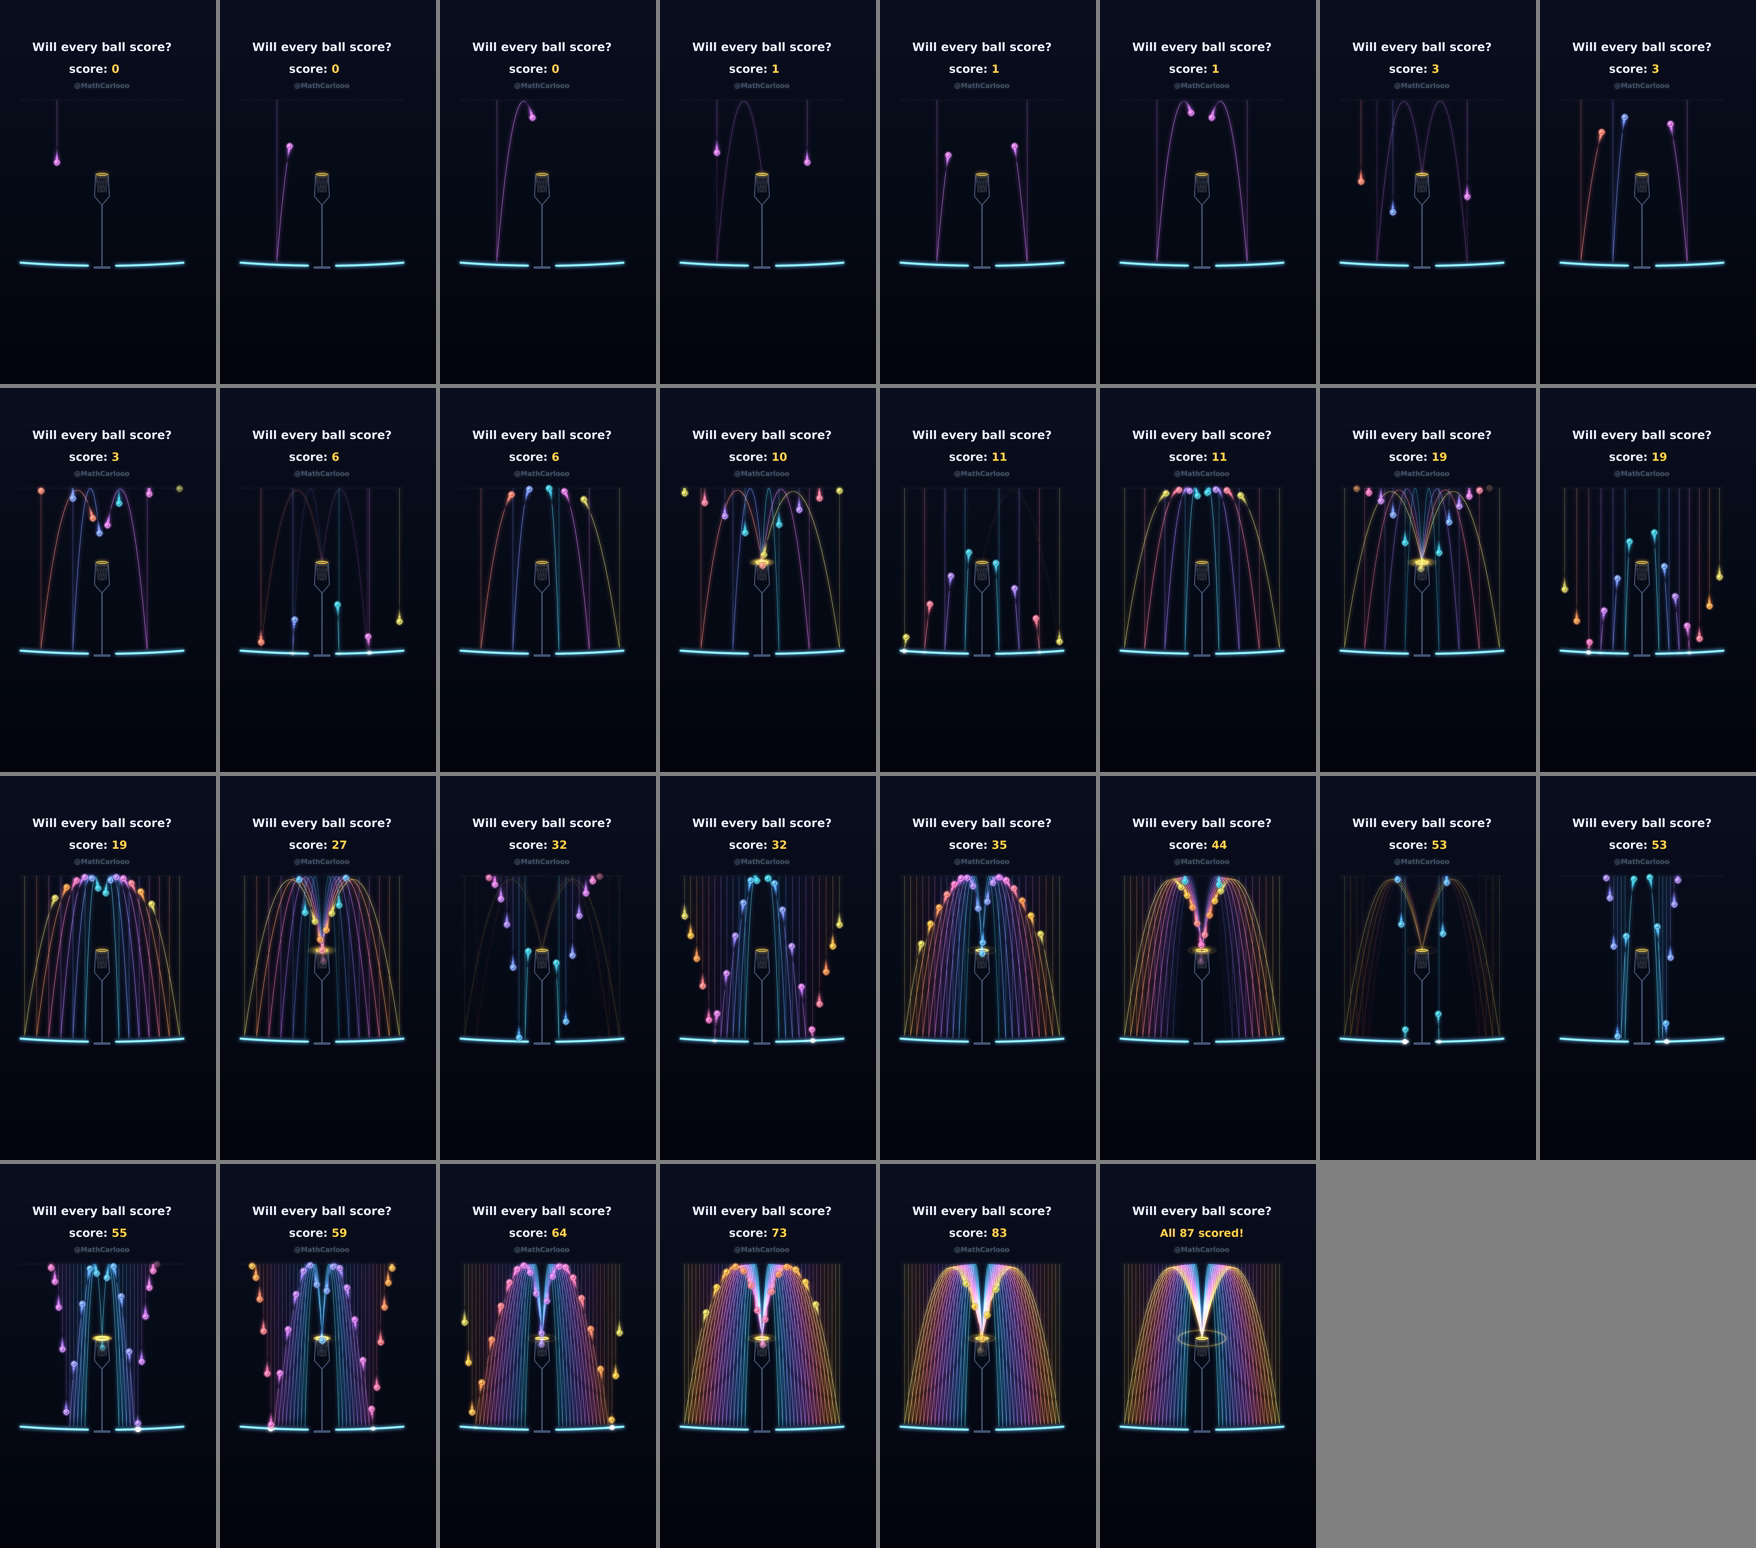 Will every ball score?
score: 0
@MathCarlooo
Will every ball score?
score: 0
@MathCarlooo
Will every ball score?
score: 0
@MathCarlooo
Will every ball score?
score: 1
@MathCarlooo
Will every ball score?
score: 1
@MathCarlooo
Will every ball score?
score: 1
@MathCarlooo
Will every ball score?
score: 3
@MathCarlooo
Will every ball score?
score: 3
@MathCarlooo
Will every ball score?
score: 3
@MathCarlooo
Will every ball score?
score: 6
@MathCarlooo
Will every ball score?
score: 6
@MathCarlooo
Will every ball score?
score: 10
@MathCarlooo
Will every ball score?
score: 11
@MathCarlooo
Will every ball score?
score: 11
@MathCarlooo
Will every ball score?
score: 19
@MathCarlooo
Will every ball score?
score: 19
@MathCarlooo
Will every ball score?
score: 19
@MathCarlooo
Will every ball score?
score: 27
@MathCarlooo
Will every ball score?
score: 32
@MathCarlooo
Will every ball score?
score: 32
@MathCarlooo
Will every ball score?
score: 35
@MathCarlooo
Will every ball score?
score: 44
@MathCarlooo
Will every ball score?
score: 53
@MathCarlooo
Will every ball score?
score: 53
@MathCarlooo
Will every ball score?
score: 55
@MathCarlooo
Will every ball score?
score: 59
@MathCarlooo
Will every ball score?
score: 64
@MathCarlooo
Will every ball score?
score: 73
@MathCarlooo
Will every ball score?
score: 83
@MathCarlooo
Will every ball score?
All 87 scored!
@MathCarlooo